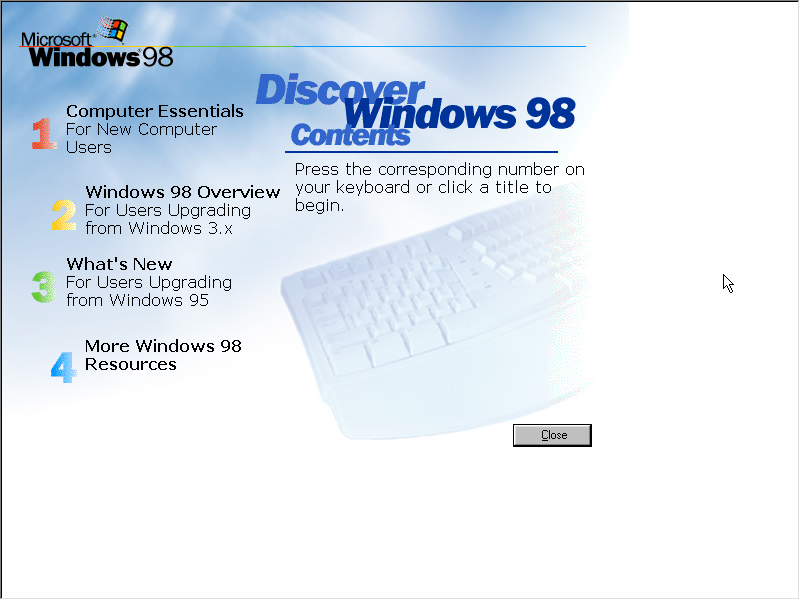 Microsoft
Windows 98
Discover
Windows 98
Contents
1
Computer Essentials
For New Computer
Users
2
Windows 98 Overview
For Users Upgrading
from Windows 3.x
3
What's New
For Users Upgrading
from Windows 95
4
More Windows 98
Resources
Press the corresponding number on
your keyboard or click a title to
begin.
Close